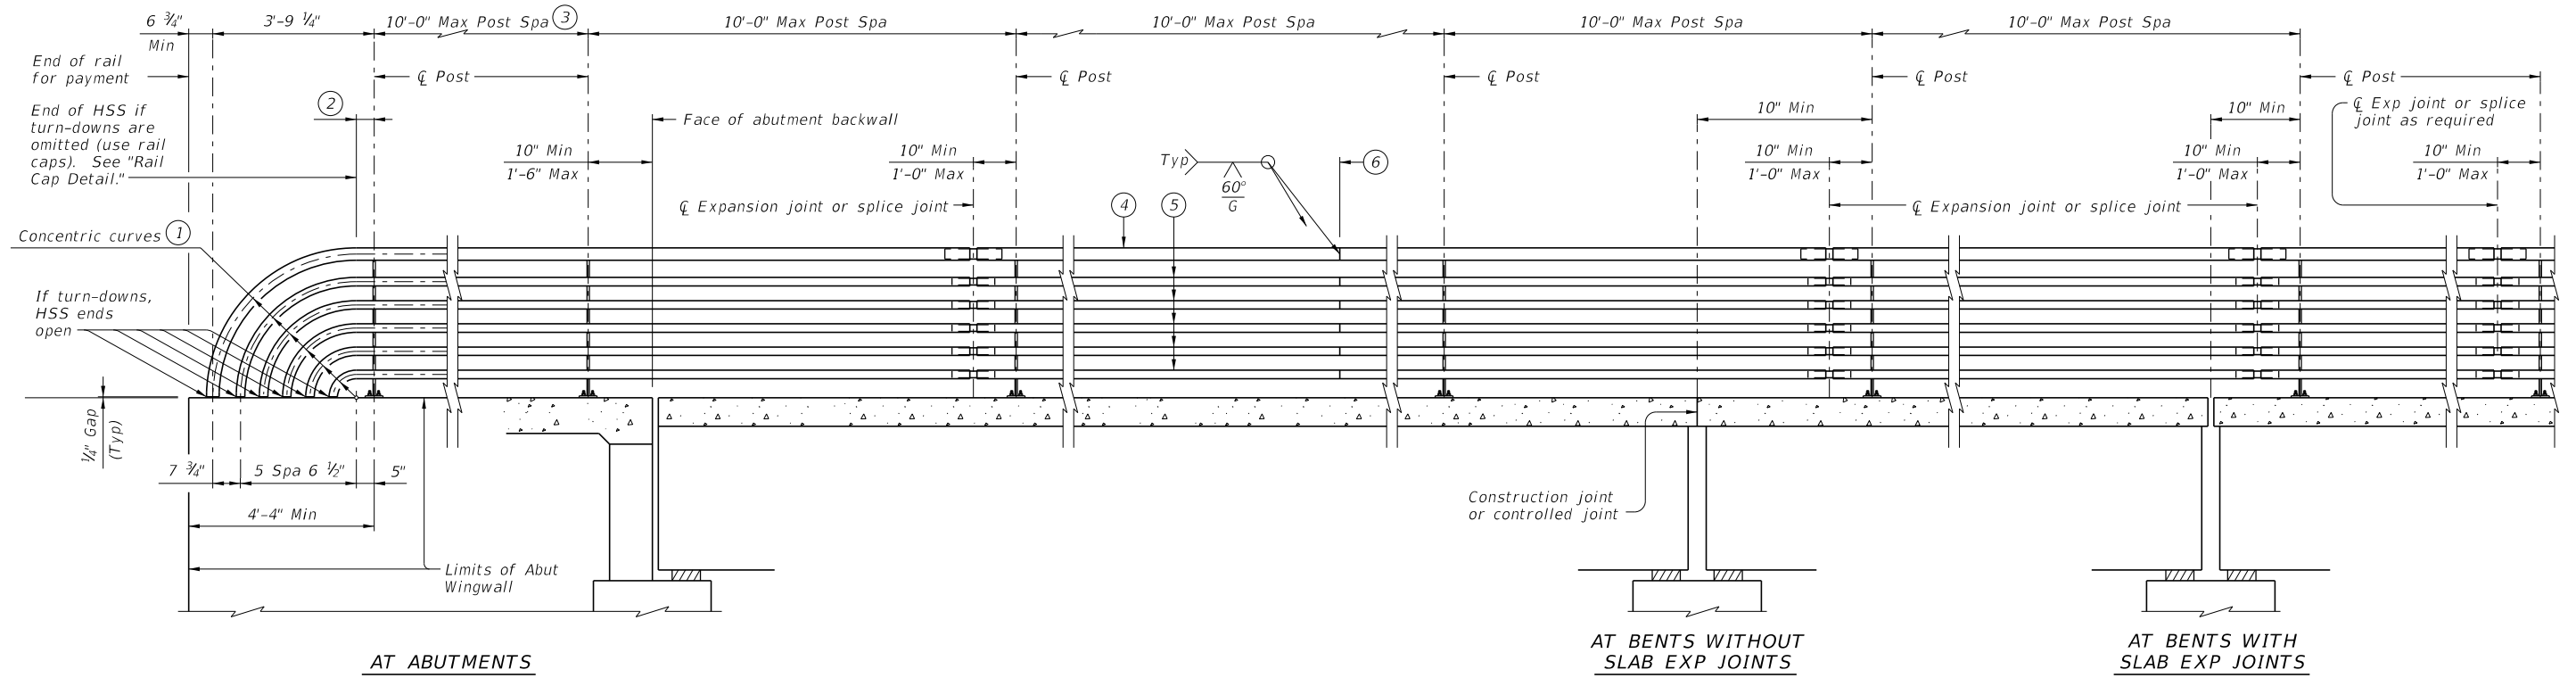 6 ¾"
Min
3'-9 ¼"
10'-0" Max Post Spa 3
10'-0" Max Post Spa
10'-0" Max Post Spa
10'-0" Max Post Spa
10'-0" Max Post Spa
End of rail
for payment
℄ Post
℄ Post
℄ Post
℄ Post
℄ Post
End of HSS if
turn-downs are
omitted (use rail
caps). See "Rail
Cap Detail."
2
Face of abutment backwall
10" Min
10" Min
℄ Exp joint or splice
joint as required
10" Min
1'-6" Max
10" Min
1'-0" Max
Typ
60°
G
6
10" Min
1'-0" Max
10" Min
1'-0" Max
10" Min
1'-0" Max
℄ Expansion joint or splice joint
4
5
℄ Expansion joint or splice joint
Concentric curves 1
If turn-downs,
HSS ends
open
¼" Gap
(Typ)
7 ¾"
5 Spa 6 ½"
5"
4'-4" Min
Construction joint
or controlled joint
Limits of Abut
Wingwall
AT ABUTMENTS
AT BENTS WITHOUT
SLAB EXP JOINTS
AT BENTS WITH
SLAB EXP JOINTS